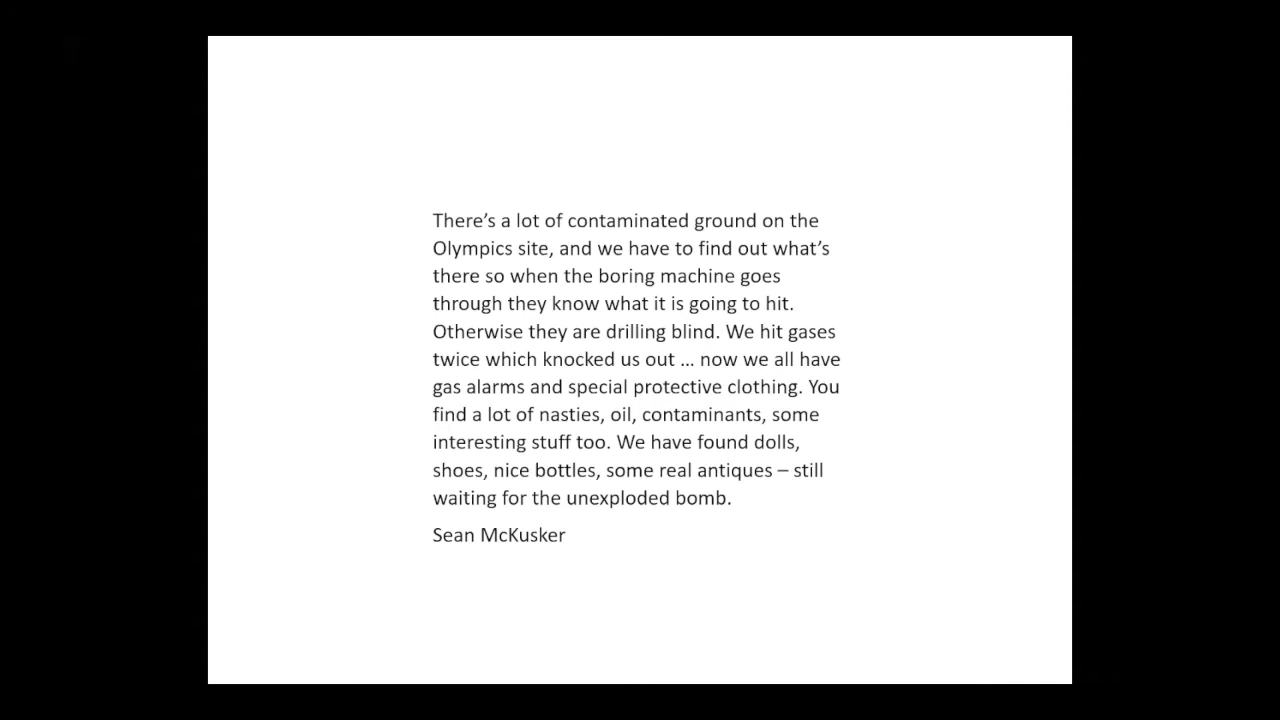 There’s a lot of contaminated ground on the
Olympics site, and we have to find out what’s
there so when the boring machine goes
through they know what it is going to hit.
Otherwise they are drilling blind. We hit gases
twice which knocked us out … now we all have
gas alarms and special protective clothing. You
find a lot of nasties, oil, contaminants, some
interesting stuff too. We have found dolls,
shoes, nice bottles, some real antiques – still
waiting for the unexploded bomb.
Sean McKusker